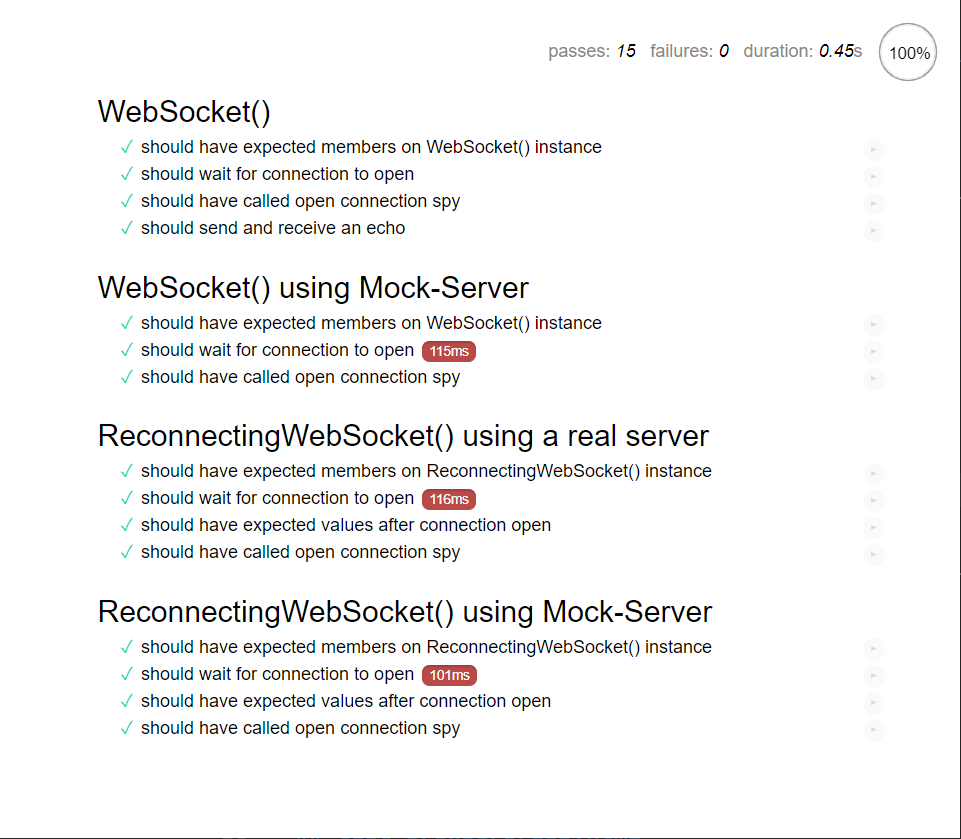 passes: 15 failures: 0 duration: 0.45s 100%
WebSocket()
✓ should have expected members on WebSocket() instance
✓ should wait for connection to open
✓ should have called open connection spy
✓ should send and receive an echo
WebSocket() using Mock-Server
✓ should have expected members on WebSocket() instance
✓ should wait for connection to open 115ms
✓ should have called open connection spy
ReconnectingWebSocket() using a real server
✓ should have expected members on ReconnectingWebSocket() instance
✓ should wait for connection to open 116ms
✓ should have expected values after connection open
✓ should have called open connection spy
ReconnectingWebSocket() using Mock-Server
✓ should have expected members on ReconnectingWebSocket() instance
✓ should wait for connection to open 101ms
✓ should have expected values after connection open
✓ should have called open connection spy